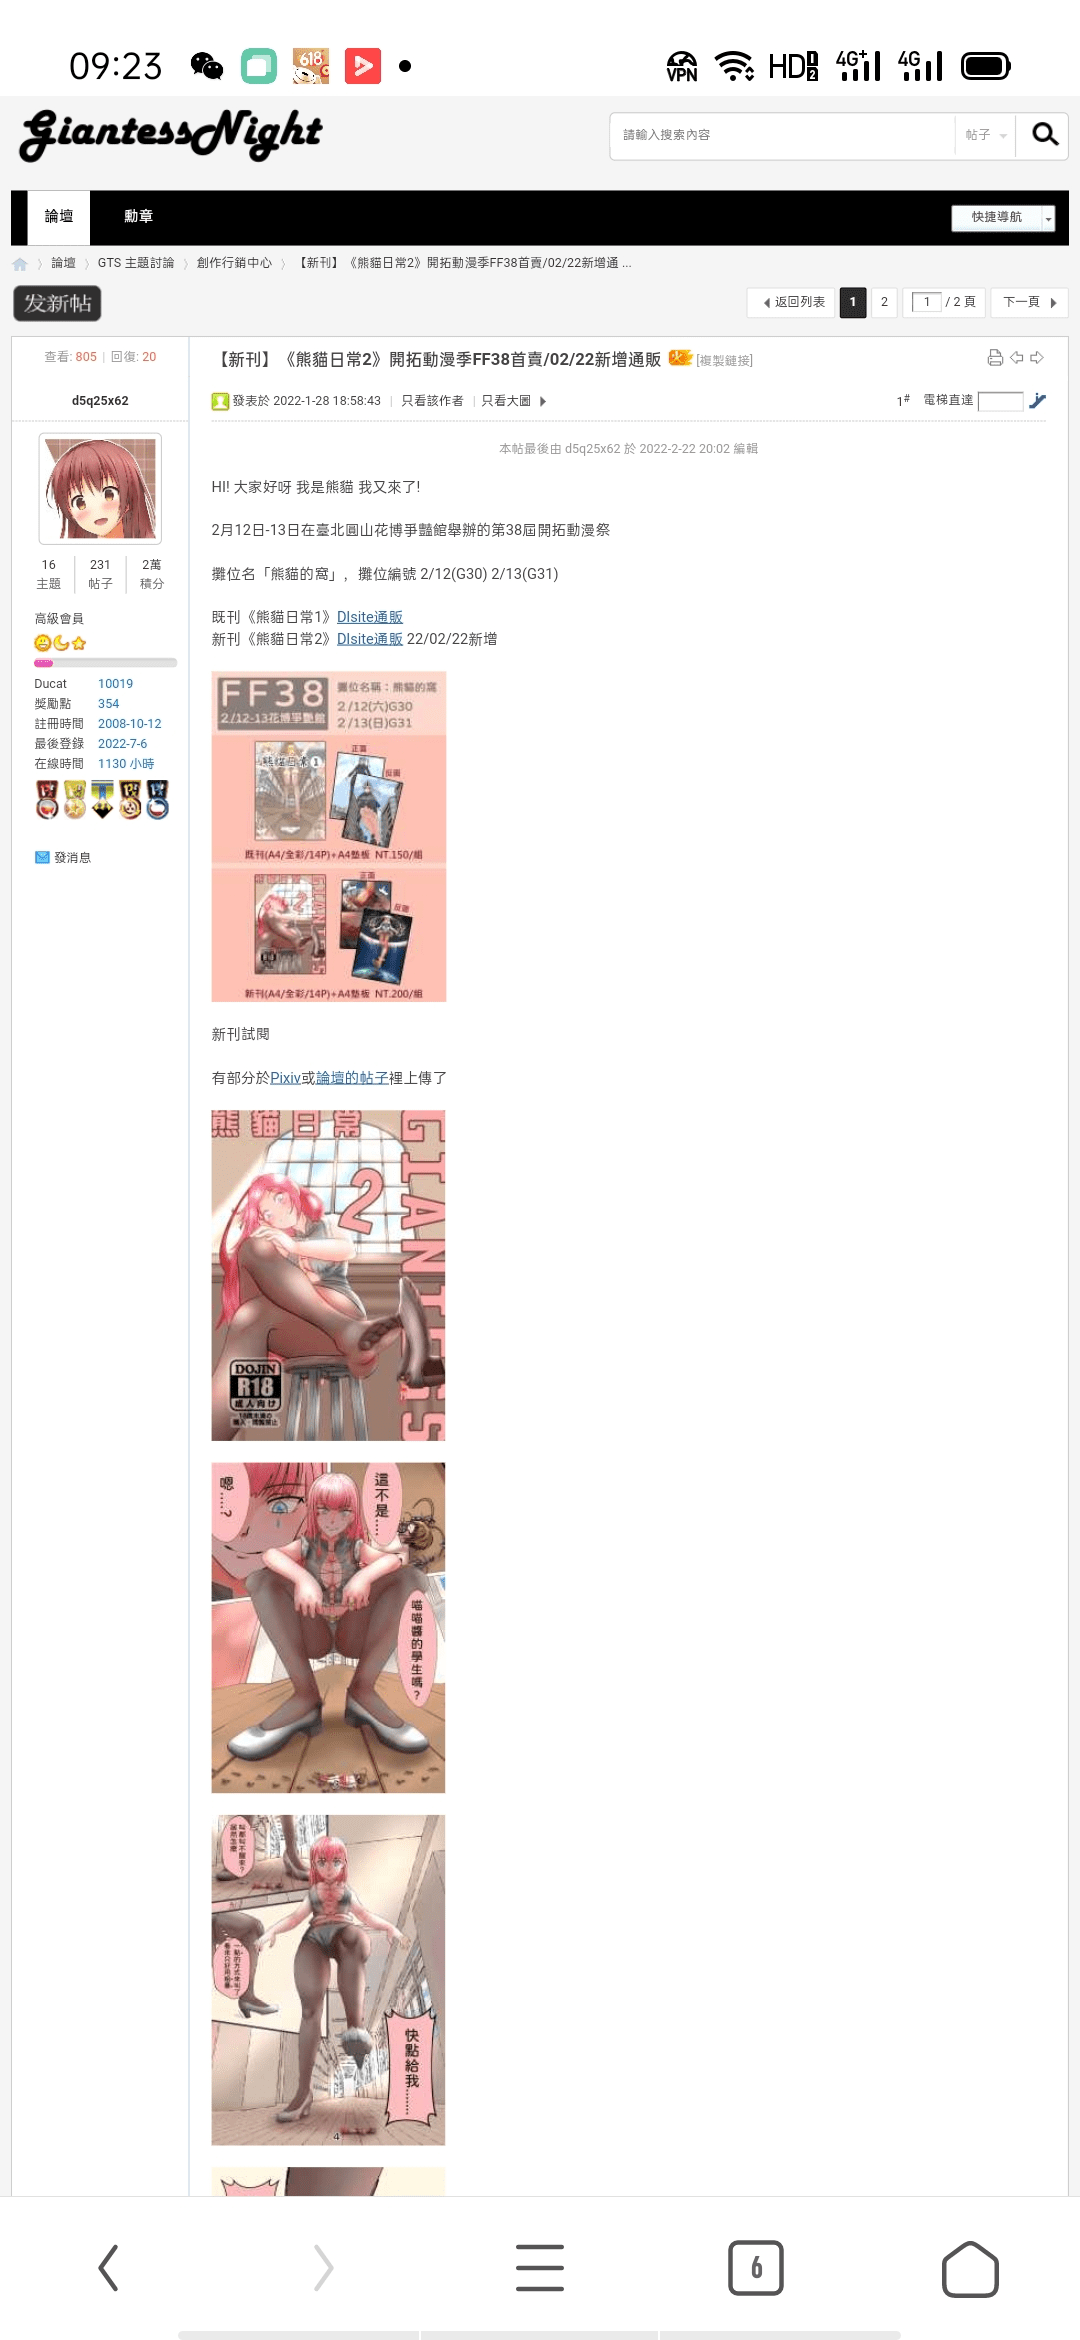 09:23
618
VPN
HD 1 2
4G+
4G
GiantessNight
請輸入搜索內容
帖子
論壇
勳章
快捷導航
論壇
GTS 主題討論
創作行銷中心
【新刊】《熊貓日常2》開拓動漫季FF38首賣/02/22新增通 ...
发新帖
返回列表
1
2
1 / 2 頁
下一頁
查看: 805 | 回復: 20
【新刊】《熊貓日常2》開拓動漫季FF38首賣/02/22新增通販
[複製鏈接]
d5q25x62
發表於 2022-1-28 18:58:43 | 只看該作者 | 只看大圖
1#
電梯直達
本帖最後由 d5q25x62 於 2022-2-22 20:02 編輯
16
主題
231
帖子
2萬
積分
高級會員
Ducat 10019
獎勵點 354
註冊時間 2008-10-12
最後登錄 2022-7-6
在線時間 1130 小時
發消息
HI! 大家好呀 我是熊貓 我又來了!
2月12日-13日在臺北圓山花博爭豔館舉辦的第38屆開拓動漫祭
攤位名「熊貓的窩」，攤位編號 2/12(G30) 2/13(G31)
既刊《熊貓日常1》Dlsite通販
新刊《熊貓日常2》Dlsite通販 22/02/22新增
FF38
2/12-13花博爭艷館
攤位名稱：熊貓的窩
2/12(六)G30
2/13(日)G31
熊貓日常1
正面
反面
既刊(A4/全彩/14P)+A4墊板 NT.150/組
GIANTESS
2
正面
反面
新刊(A4/全彩/14P)+A4墊板 NT.200/組
新刊試閱
有部分於Pixiv或論壇的帖子裡上傳了
熊貓日常
2
GIANTESS
DOJIN
R18
成人向け
嗯....?
這不是......
喵喵醬的學生嗎？
快點給我......
4
6